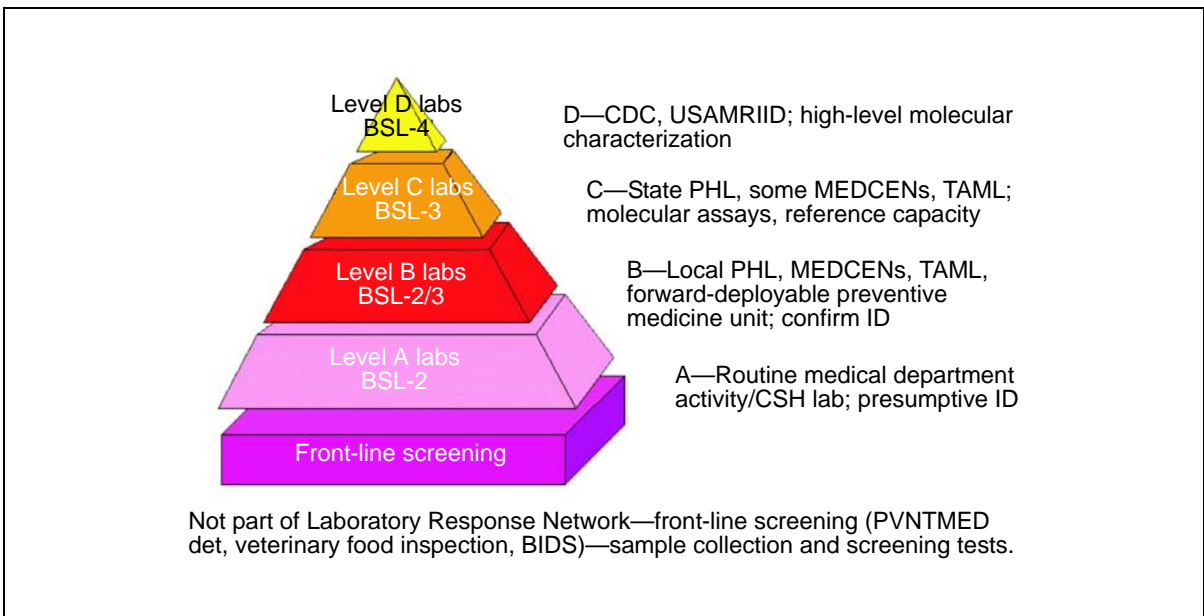 Level D labs
BSL-4
D—CDC, USAMRIID; high-level molecular
characterization
Level C labs
BSL-3
C—State PHL, some MEDCENs, TAML;
molecular assays, reference capacity
Level B labs
BSL-2/3
B—Local PHL, MEDCENs, TAML,
forward-deployable preventive
medicine unit; confirm ID
Level A labs
BSL-2
A—Routine medical department
activity/CSH lab; presumptive ID
Front-line screening
Not part of Laboratory Response Network—front-line screening (PVNTMED
det, veterinary food inspection, BIDS)—sample collection and screening tests.